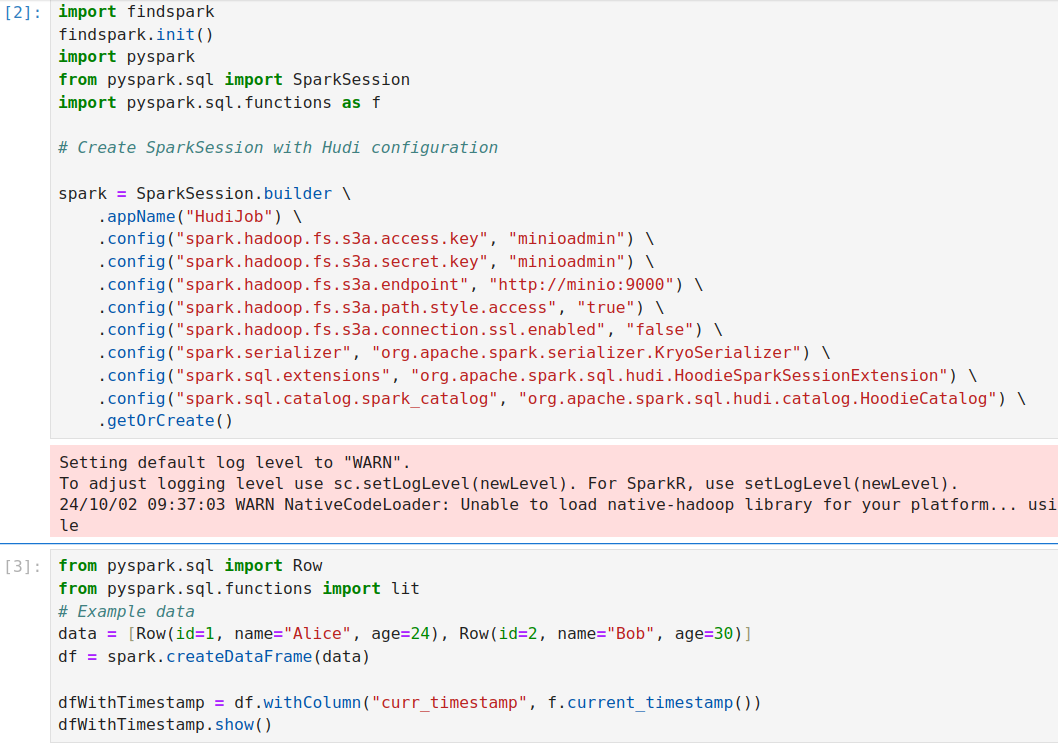 [2]:
import findspark
findspark.init()
import pyspark
from pyspark.sql import SparkSession
import pyspark.sql.functions as f
# Create SparkSession with Hudi configuration
spark = SparkSession.builder \
    .appName("HudiJob") \
    .config("spark.hadoop.fs.s3a.access.key", "minioadmin") \
    .config("spark.hadoop.fs.s3a.secret.key", "minioadmin") \
    .config("spark.hadoop.fs.s3a.endpoint", "http://minio:9000") \
    .config("spark.hadoop.fs.s3a.path.style.access", "true") \
    .config("spark.hadoop.fs.s3a.connection.ssl.enabled", "false") \
    .config("spark.serializer", "org.apache.spark.serializer.KryoSerializer") \
    .config("spark.sql.extensions", "org.apache.spark.sql.hudi.HoodieSparkSessionExtension") \
    .config("spark.sql.catalog.spark_catalog", "org.apache.spark.sql.hudi.catalog.HoodieCatalog") \
    .getOrCreate()
Setting default log level to "WARN".
To adjust logging level use sc.setLogLevel(newLevel). For SparkR, use setLogLevel(newLevel).
24/10/02 09:37:03 WARN NativeCodeLoader: Unable to load native-hadoop library for your platform... usi
le
[3]:
from pyspark.sql import Row
from pyspark.sql.functions import lit
# Example data
data = [Row(id=1, name="Alice", age=24), Row(id=2, name="Bob", age=30)]
df = spark.createDataFrame(data)
dfWithTimestamp = df.withColumn("curr_timestamp", f.current_timestamp())
dfWithTimestamp.show()